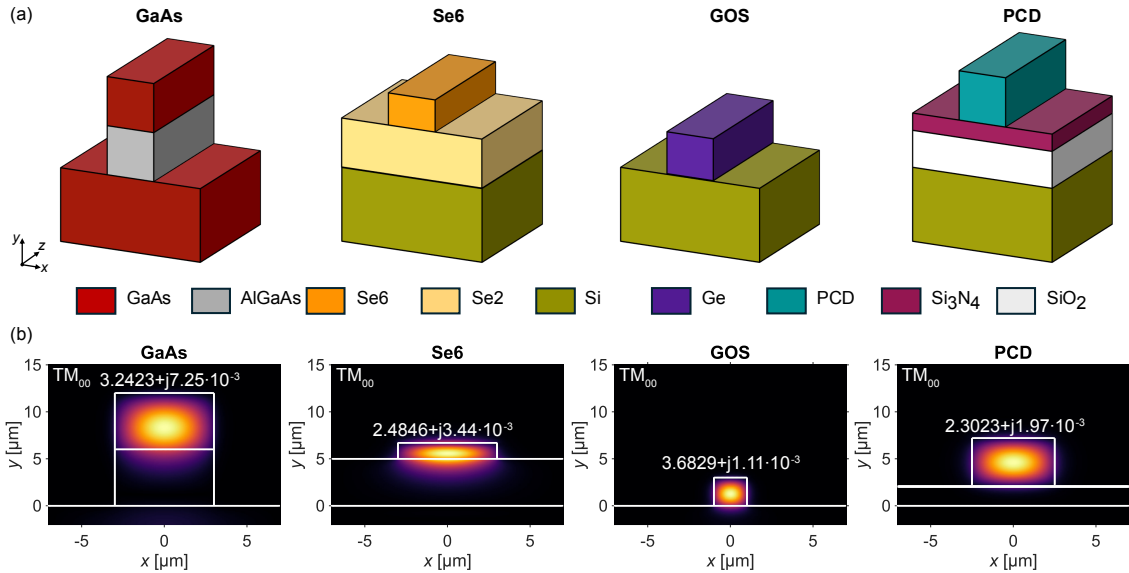 (a)
GaAs Se6 GOS PCD
y
z
x
GaAs AlGaAs Se6 Se2 Si Ge PCD Si₃N₄ SiO₂
(b)
GaAs Se6 GOS PCD
15 10 5 0
y [µm]
TM₀₀
3.2423+j7.25·10⁻³
-5 0 5
x [µm]
15 10 5 0
y [µm]
TM₀₀
2.4846+j3.44·10⁻³
-5 0 5
x [µm]
15 10 5 0
y [µm]
TM₀₀
3.6829+j1.11·10⁻³
-5 0 5
x [µm]
15 10 5 0
y [µm]
TM₀₀
2.3023+j1.97·10⁻³
-5 0 5
x [µm]